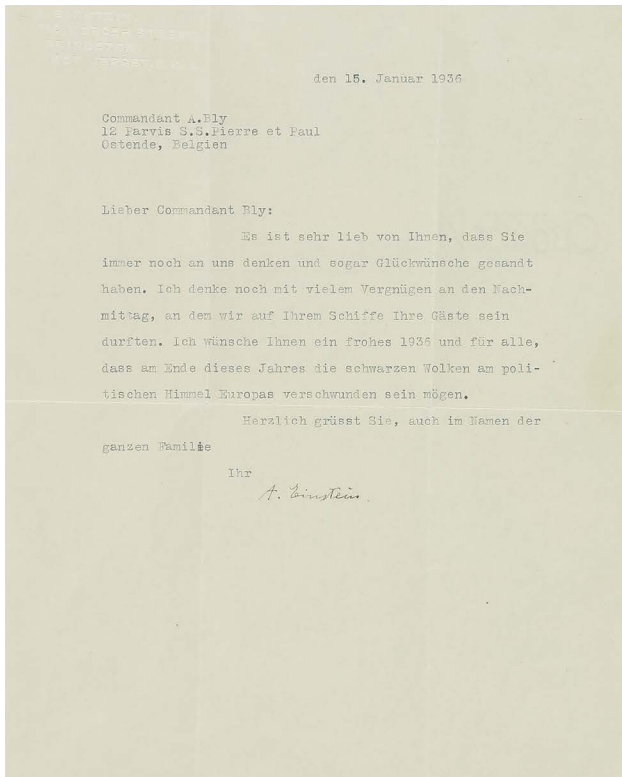 den 15. Januar 1936
Commandant A.Bly
12 Parvis S.S.Pierre et Paul
Ostende, Belgien
Lieber Commandant Bly:
Es ist sehr lieb von Ihnen, dass Sie
immer noch an uns denken und sogar Glückwünsche gesandt
haben. Ich denke noch mit vielem Vergnügen an den Nach-
mittag, an dem wir auf Ihrem Schiffe Ihre Gäste sein
durften. Ich wünsche Ihnen ein frohes 1936 und für alle,
dass am Ende dieses Jahres die schwarzen Wolken am poli-
tischen Himmel Europas verschwunden sein mögen.
Herzlich grüsst Sie, auch im Namen der
ganzen Familie
Ihr
A. Einstein.